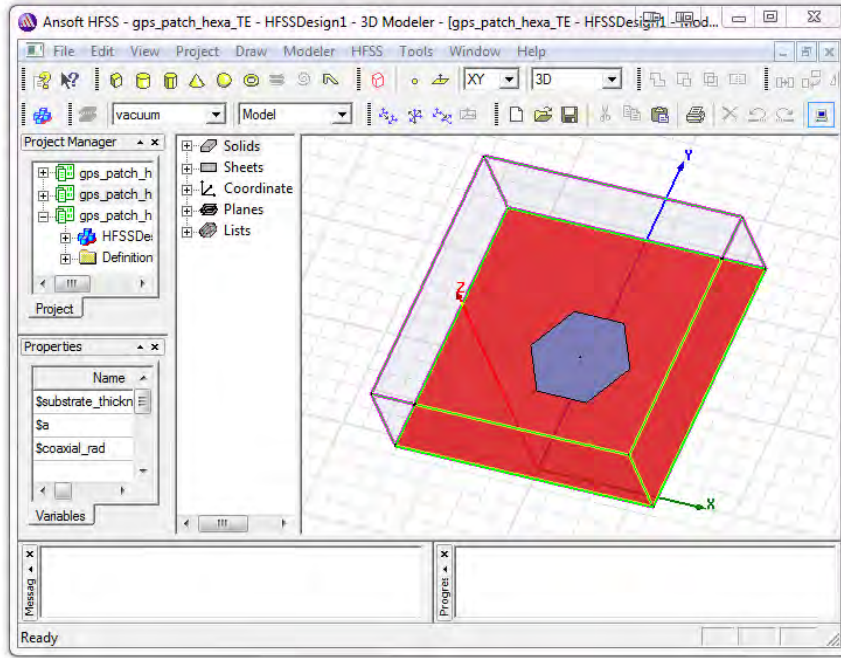 Ansoft HFSS - gps_patch_hexa_TE - HFSSDesign1 - 3D Modeler - [gps_patch_hexa_TE - HFSSDesign1 - Mod...
File Edit View Project Draw Modeler HFSS Tools Window Help
XY 3D
vacuum Model
Project Manager
gps_patch_h
gps_patch_h
gps_patch_h
HFSSDe
Definition
Project
Solids
Sheets
Coordinate
Planes
Lists
Properties
Name
$substrate_thickn
$a
$coaxial_rad
Variables
Y
Z
X
Messag
Progres
Ready